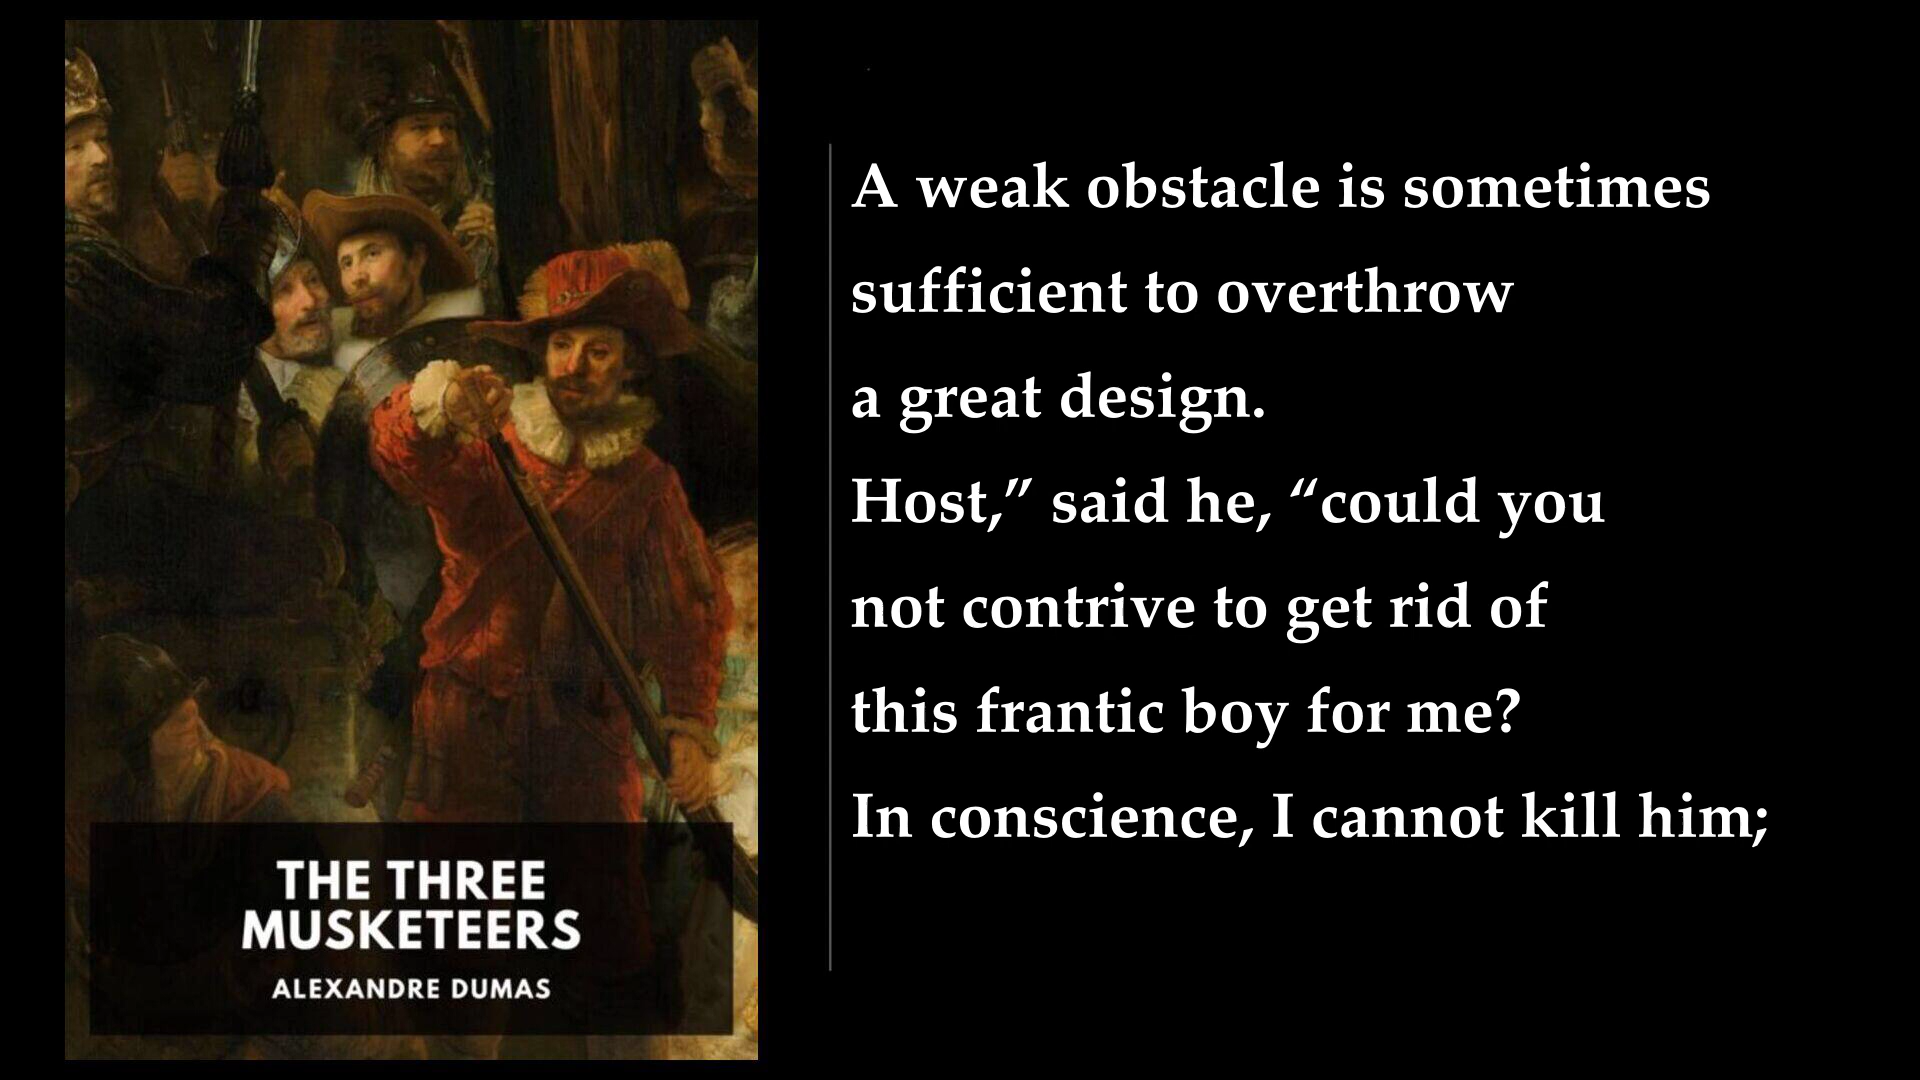 THE THREE
MUSKETEERS
ALEXANDRE DUMAS
A weak obstacle is sometimes
sufficient to overthrow
a great design.
Host,” said he, “could you
not contrive to get rid of
this frantic boy for me?
In conscience, I cannot kill him;